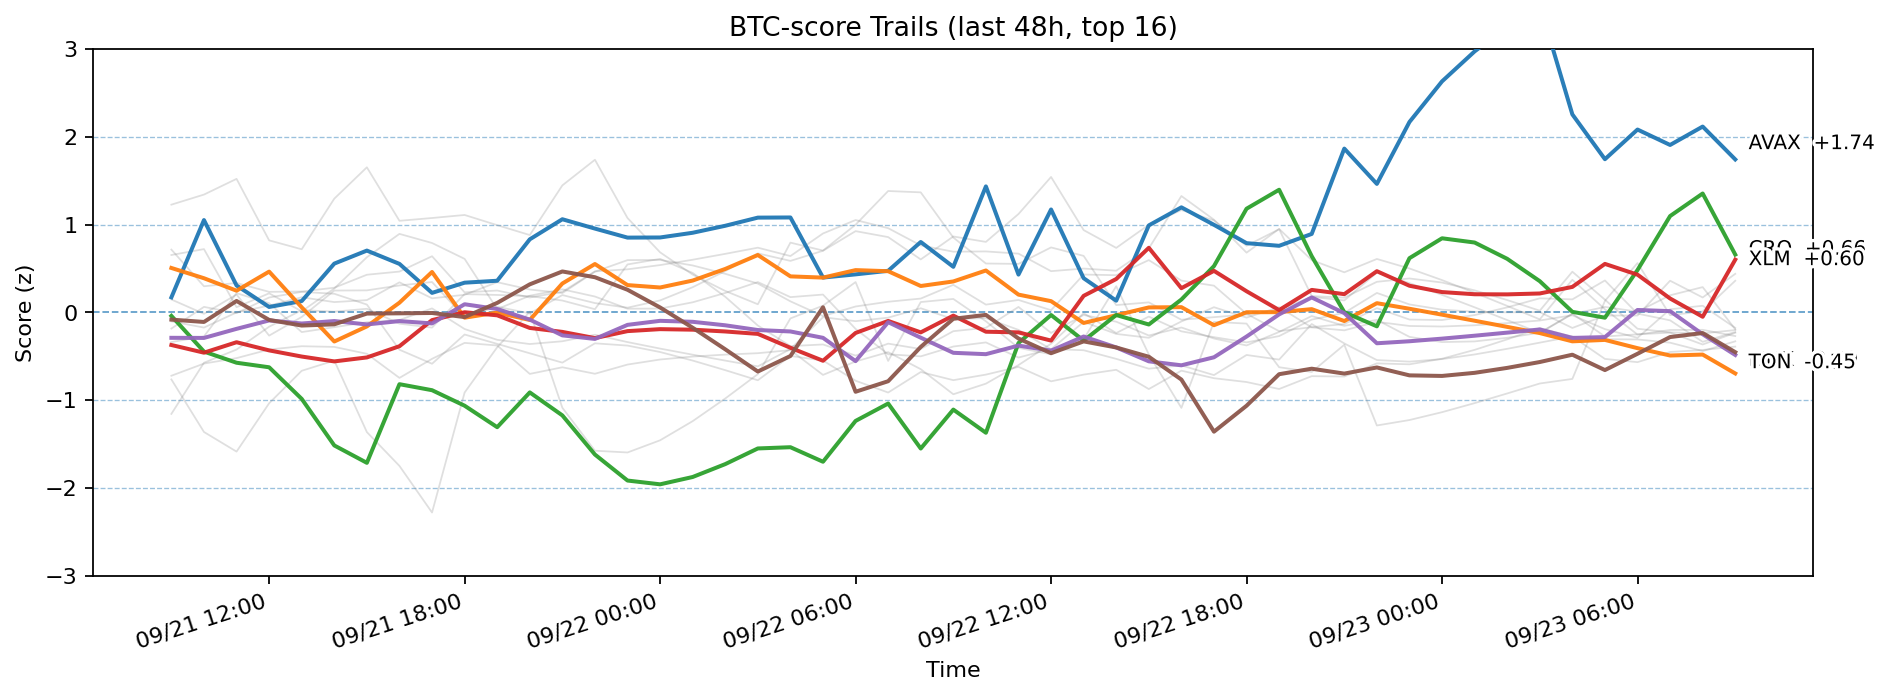 BTC-score Trails (last 48h, top 16)
3
2
1
0
−1
−2
−3
Score (z)
AVAX +1.74
CRO +0.66
XLM +0.60
TON -0.45
09/21 12:00
09/21 18:00
09/22 00:00
09/22 06:00
09/22 12:00
09/22 18:00
09/23 00:00
09/23 06:00
Time